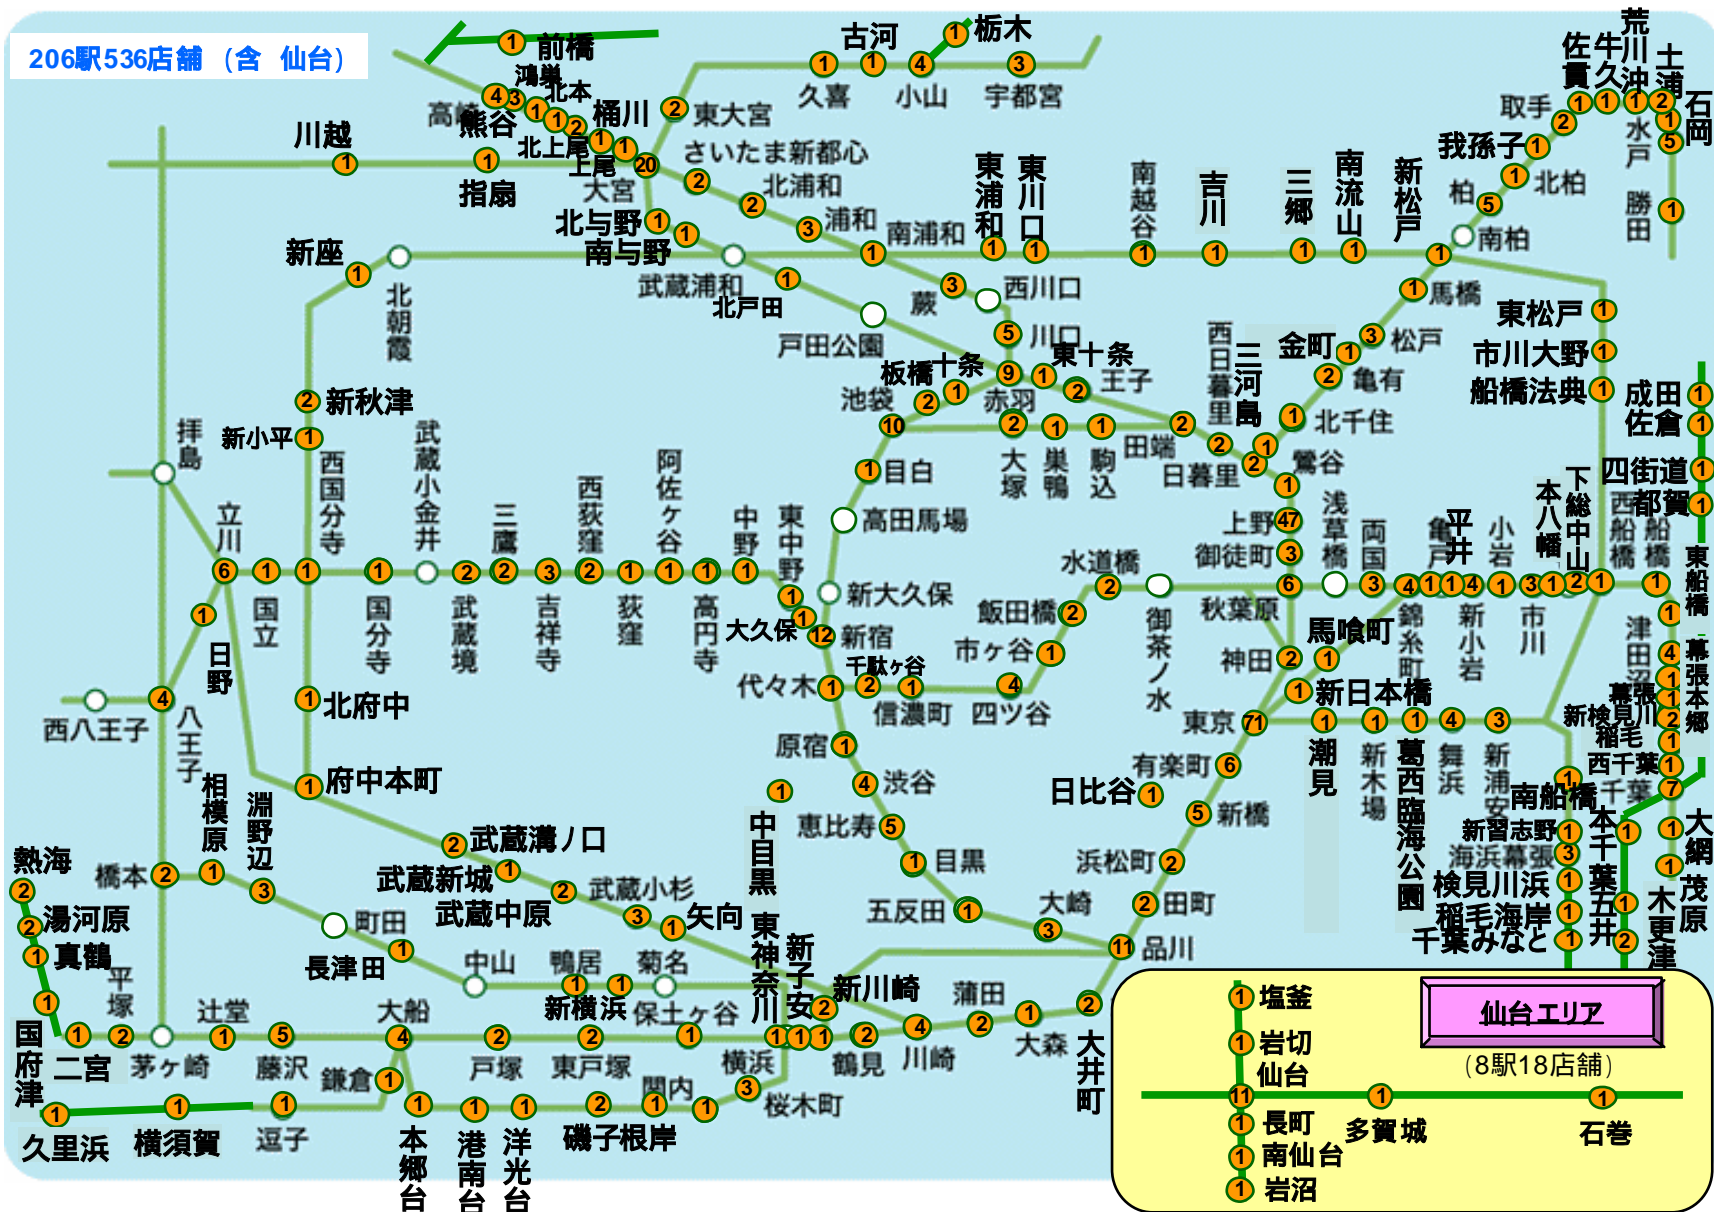 206駅536店舗 (含 仙台)
前橋
鴻巣
北本
高崎
熊谷
北上尾
上尾
桶川
川越
指扇
大宮
20
東大宮
さいたま新都心
北浦和
浦和
南浦和
古河
栃木
久喜
小山
宇都宮
東浦和
東川口
南越谷
吉川
三郷
南流山
新松戸
佐貫
牛久
荒川沖
土浦
石岡
取手
水戸
我孫子
北柏
柏
勝田
南柏
馬橋
松戸
金町
亀有
北千住
三河島
西日暮里
北与野
南与野
武蔵浦和
北戸田
戸田公園
蕨
西川口
川口
新座
北朝霞
新秋津
新小平
西国分寺
拝島
立川
武蔵小金井
三鷹
西荻窪
阿佐ヶ谷
中野
東中野
国立
国分寺
武蔵境
吉祥寺
荻窪
高円寺
大久保
日野
北府中
府中本町
西八王子
八王子
相模原
淵野辺
橋本
町田
長津田
中山
鴨居
新横浜
菊名
保土ヶ谷
板橋
十条
東十条
赤羽
9
王子
池袋
10
大塚
巣鴨
駒込
田端
日暮里
鶯谷
目白
高田馬場
新大久保
新宿
12
代々木
千駄ヶ谷
信濃町
四ツ谷
市ヶ谷
飯田橋
水道橋
御茶ノ水
原宿
渋谷
恵比寿
目黒
五反田
大崎
品川
11
上野
47
御徒町
秋葉原
神田
東京
71
有楽町
新橋
浜松町
田町
日比谷
中目黒
浅草橋
両国
亀戸
平井
小岩
本八幡
下総中山
西船橋
船橋
東船橋
錦糸町
新小岩
市川
馬喰町
新日本橋
津田沼
幕張本郷
幕張
新検見川
稲毛
西千葉
千葉
東松戸
市川大野
船橋法典
成田
佐倉
四街道
都賀
潮見
新木場
葛西臨海公園
舞浜
新浦安
南船橋
新習志野
海浜幕張
検見川浜
稲毛海岸
千葉みなと
本千葉
五井
木更津
大網
茂原
武蔵溝ノ口
武蔵新城
武蔵中原
武蔵小杉
矢向
東神奈川
新子安
新川崎
鶴見
川崎
蒲田
大森
大井町
横浜
桜木町
関内
根岸
磯子
洋光台
港南台
本郷台
大船
戸塚
東戸塚
鎌倉
逗子
横須賀
久里浜
藤沢
辻堂
茅ヶ崎
平塚
二宮
国府津
真鶴
湯河原
熱海
塩釜
岩切
仙台
11
長町
南仙台
岩沼
多賀城
石巻
仙台エリア
(8駅18店舗)